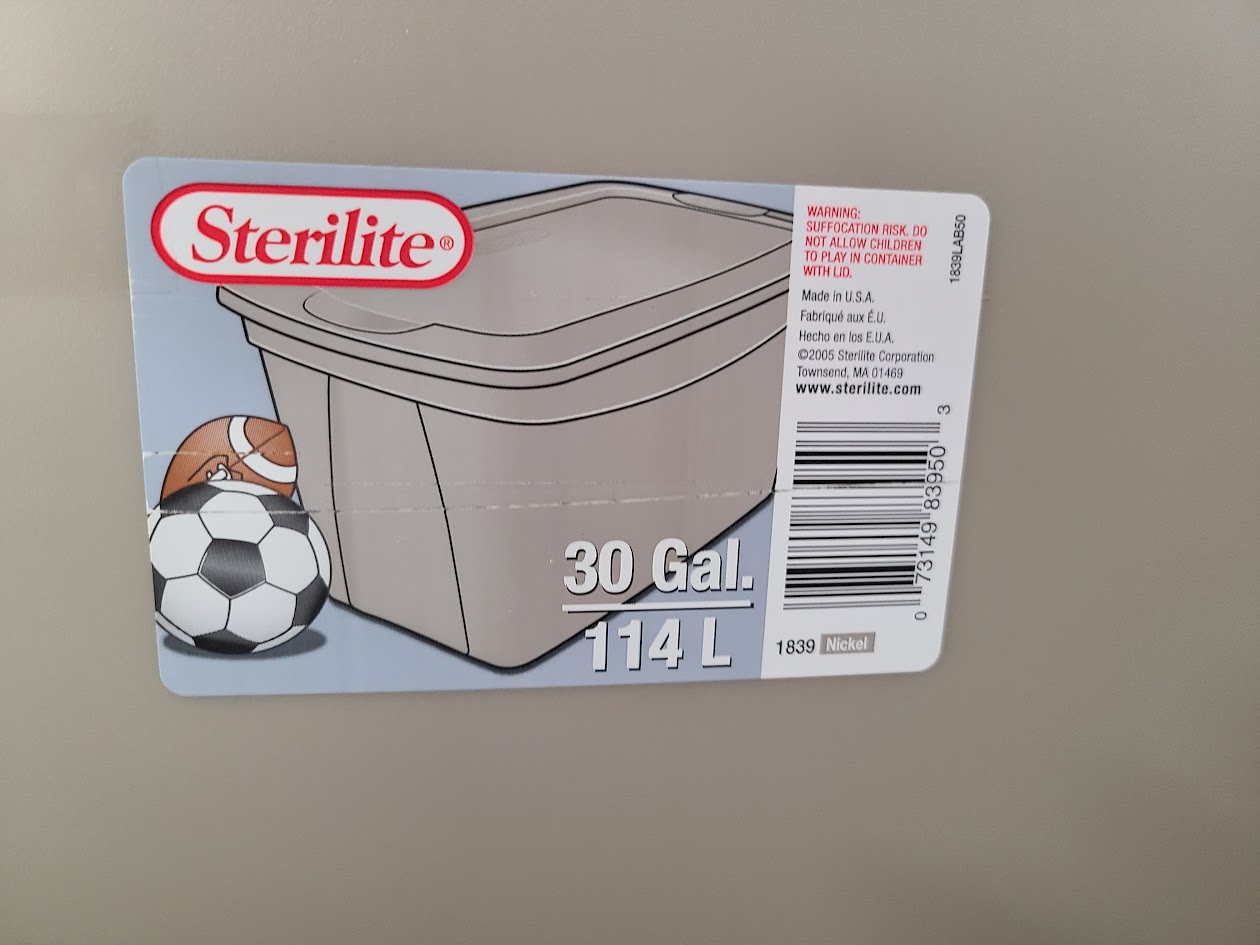 Sterilite®
30 Gal.
114 L
WARNING:
SUFFOCATION RISK, DO
NOT ALLOW CHILDREN
TO PLAY IN CONTAINER
WITH LID.
Made in U.S.A.
Fabriqué aux É.U.
Hecho en los E.U.A.
©2005 Sterilite Corporation
Townsend, MA 01469
www.sterilite.com
1839LAB50
0 73149 83950 3
1839 Nickel